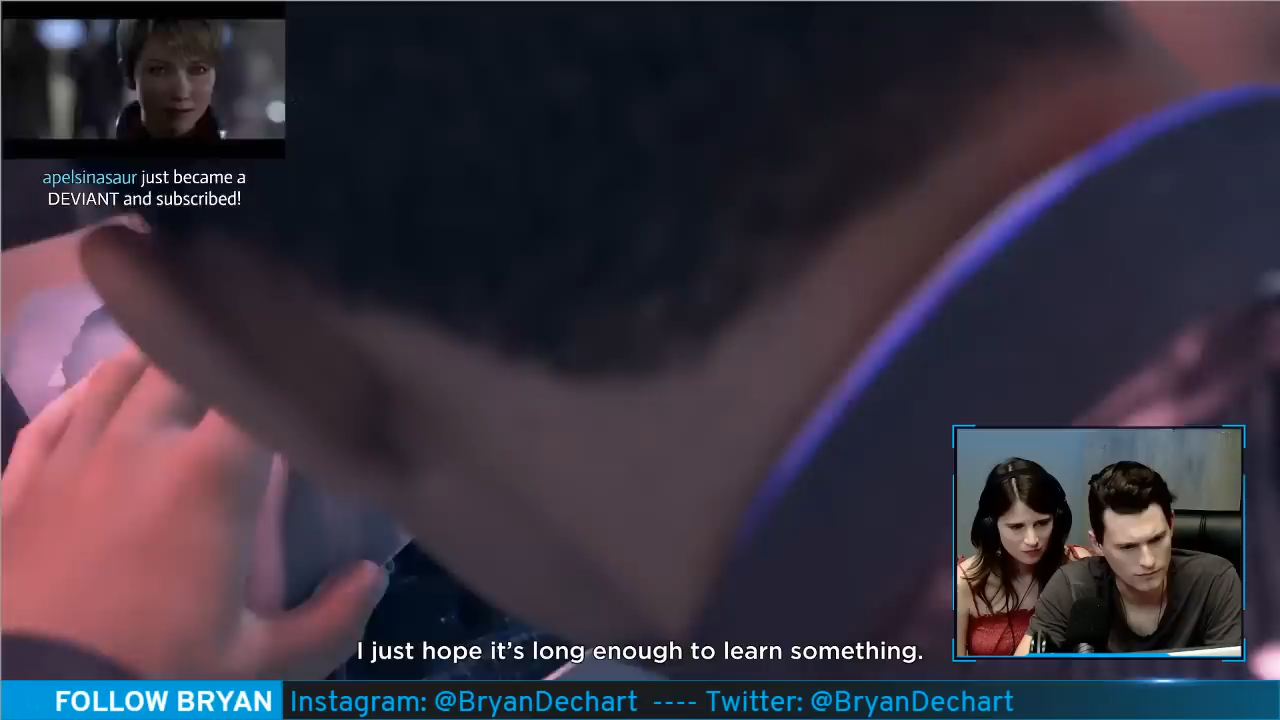 apelsinasaur just became a
DEVIANT and subscribed!
I just hope it's long enough to learn something.
FOLLOW BRYAN
Instagram: @BryanDechart ---- Twitter: @BryanDechart